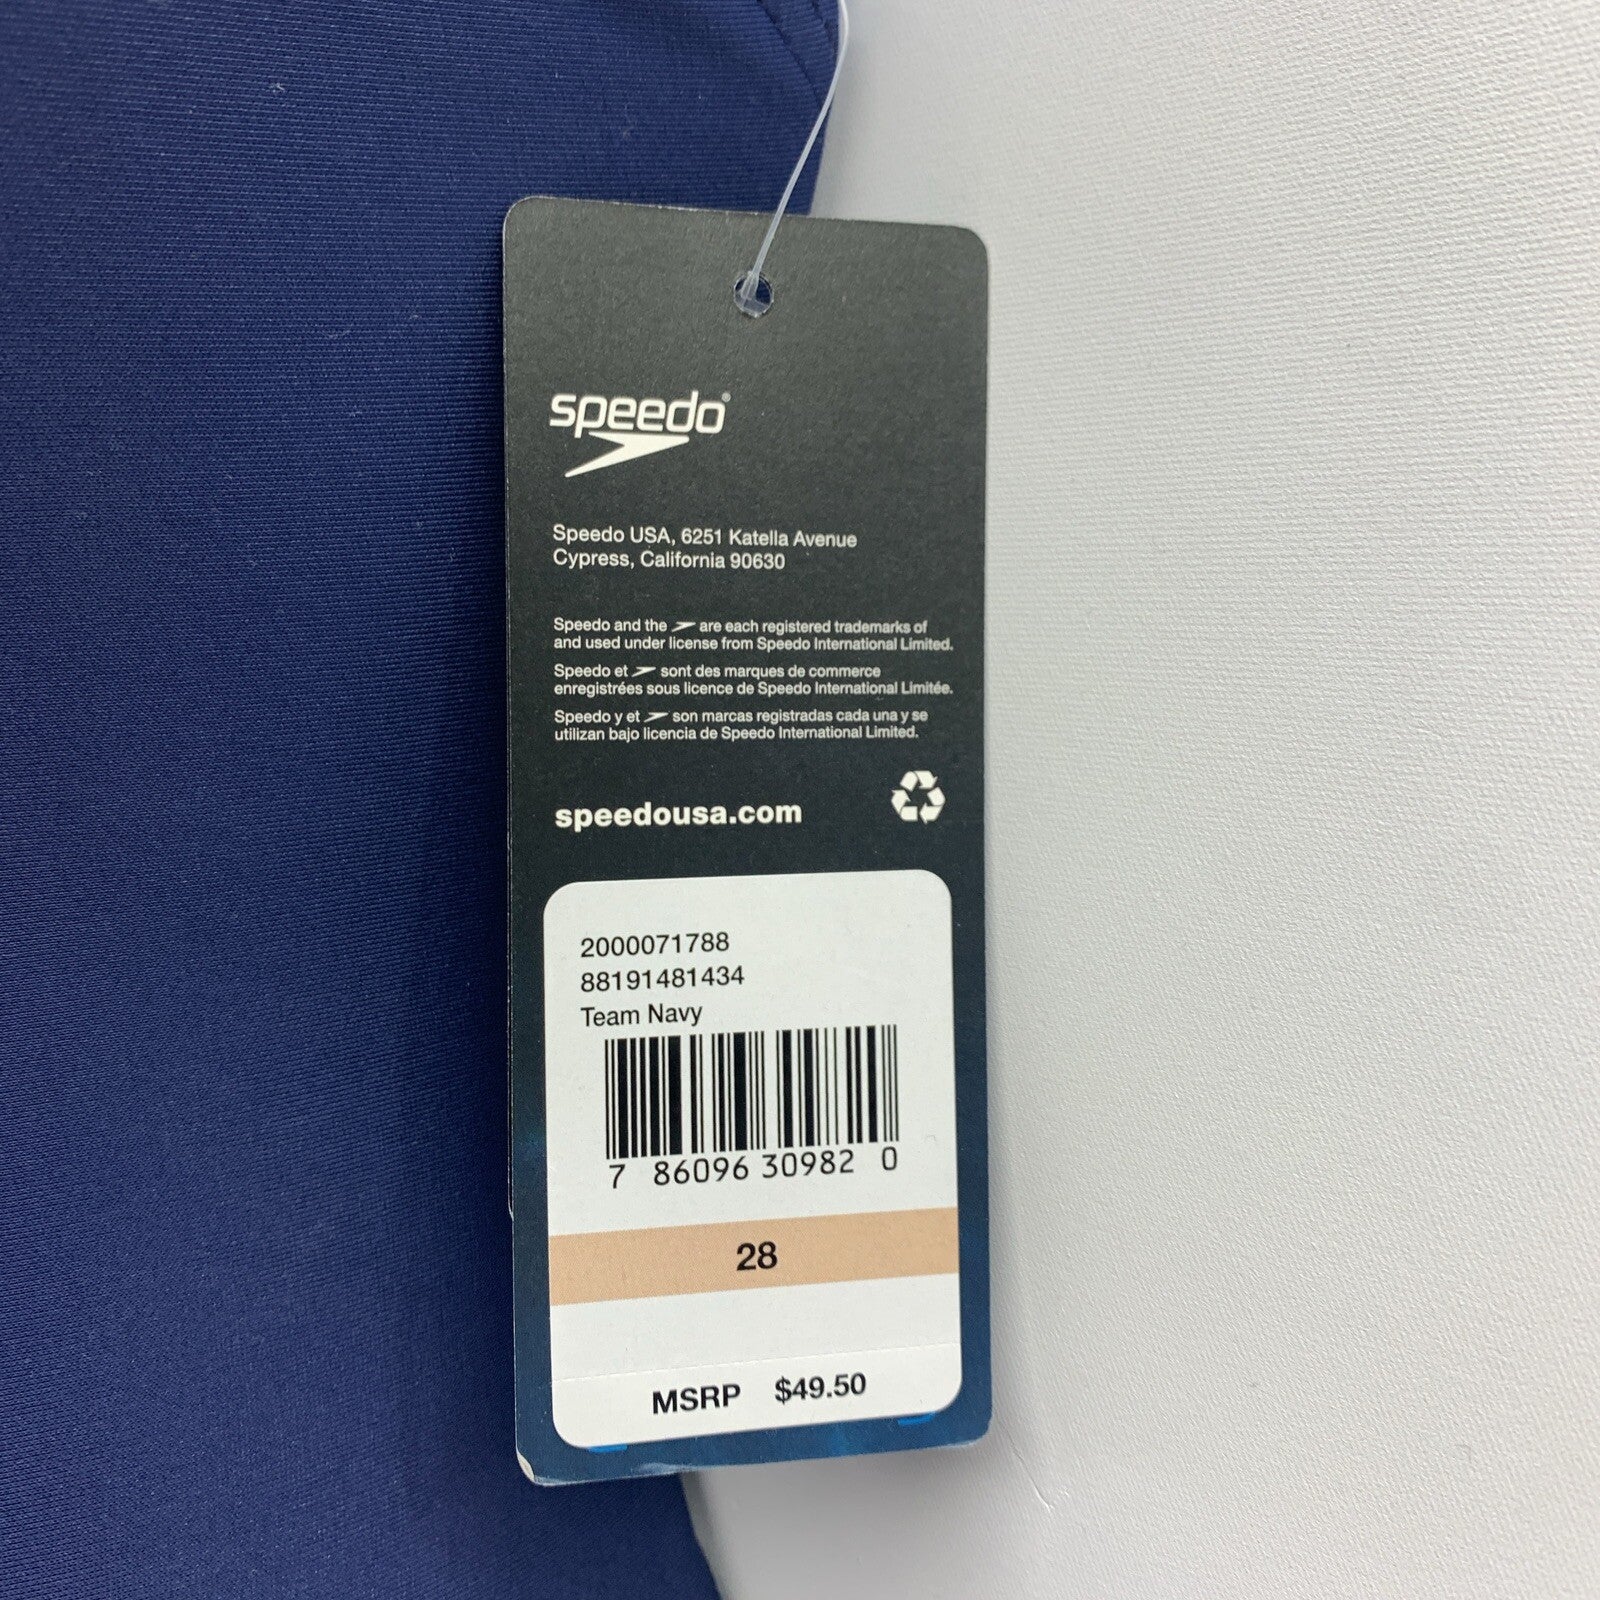 speedo®
Speedo USA, 6251 Katella Avenue
Cypress, California 90630
Speedo and the are each registered trademarks of
and used under license from Speedo International Limited.
Speedo et sont des marques de commerce
enregistrées sous licence de Speedo International Limitée.
Speedo y et son marcas registradas cada una y se
utilizan bajo licencia de Speedo International Limited.
speedousa.com
2000071788
88191481434
Team Navy
7 86096 30982 0
28
MSRP $49.50